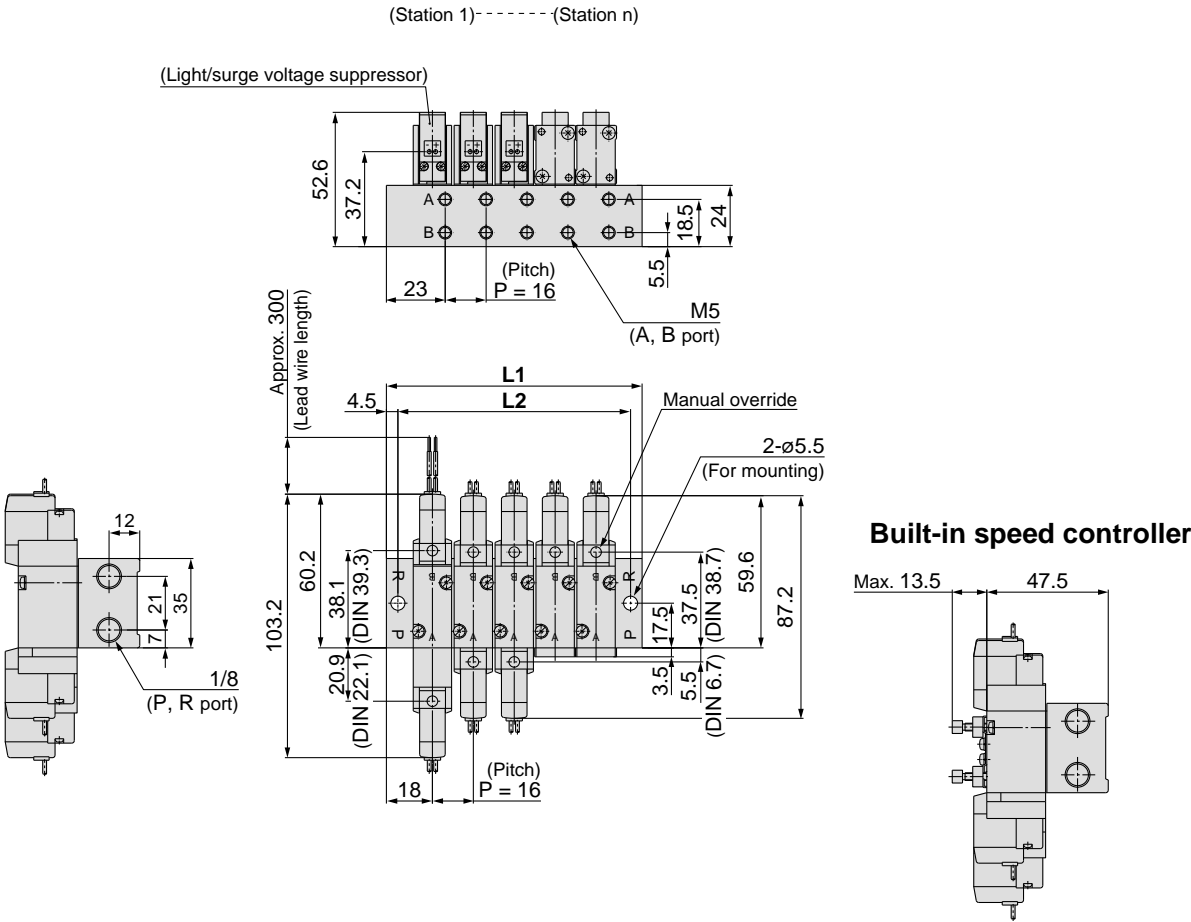 (Station 1)--------(Station n)
(Light/surge voltage suppressor)
52.6
37.2
A
A
B
B
18.5
24
5.5
23
(Pitch)
P = 16
M5
(A, B port)
Approx. 300
(Lead wire length)
L1
4.5
L2
Manual override
2-ø5.5
(For mounting)
103.2
60.2
38.1
(DIN 39.3)
20.9
(DIN 22.1)
R
P
R
P
B
B
B
B
B
A
A
A
A
A
17.5
37.5
(DIN 38.7)
59.6
87.2
3.5
5.5
(DIN 6.7)
18
(Pitch)
P = 16
12
21
35
7
1/8
(P, R port)
Built-in speed controller
Max. 13.5
47.5